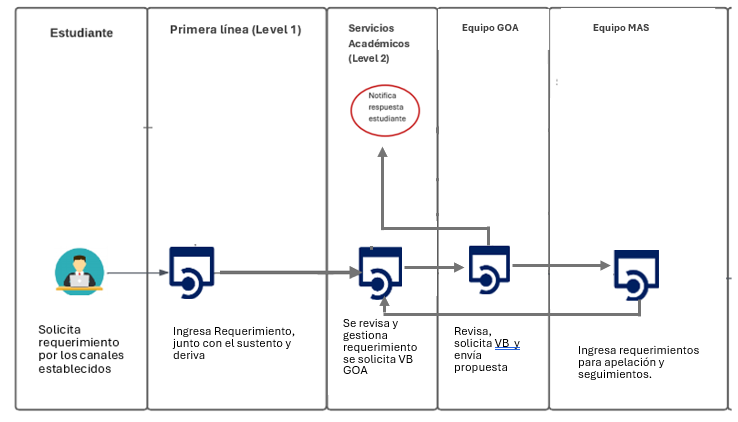 Estudiante
Primera línea (Level 1)
Servicios
Académicos
(Level 2)
Equipo GOA
Equipo MAS
Notifica
respuesta
estudiante
Solicita
requerimiento
por los canales
establecidos
Ingresa Requerimiento,
junto con el sustento y
deriva
Se revisa y
gestiona
requerimiento
se solicita VB
GOA
Revisa,
solicita VB y
envía
propuesta
Ingresa requerimientos
para apelación y
seguimientos.